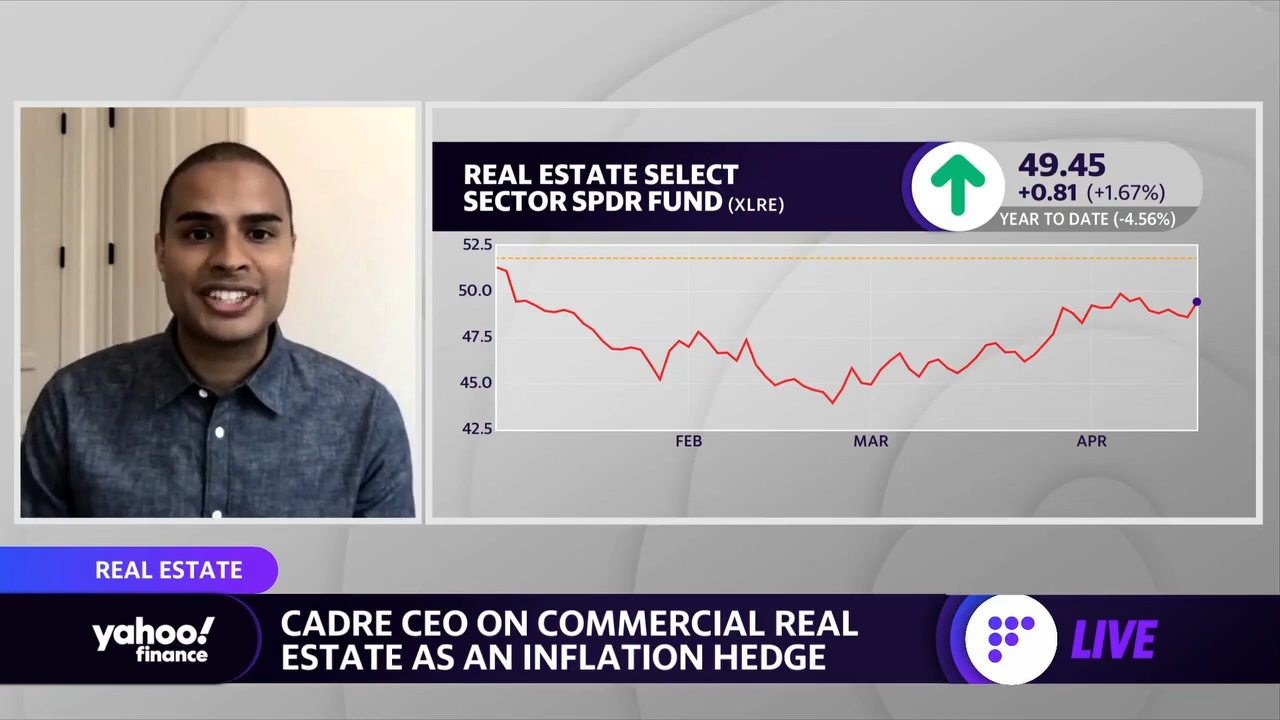 REAL ESTATE SELECT
SECTOR SPDR FUND (XLRE)
49.45
+0.81 (+1.67%)
YEAR TO DATE (-4.56%)
52.5
50.0
47.5
45.0
42.5
FEB
MAR
APR
REAL ESTATE
yahoo!
finance
CADRE CEO ON COMMERCIAL REAL
ESTATE AS AN INFLATION HEDGE
LIVE